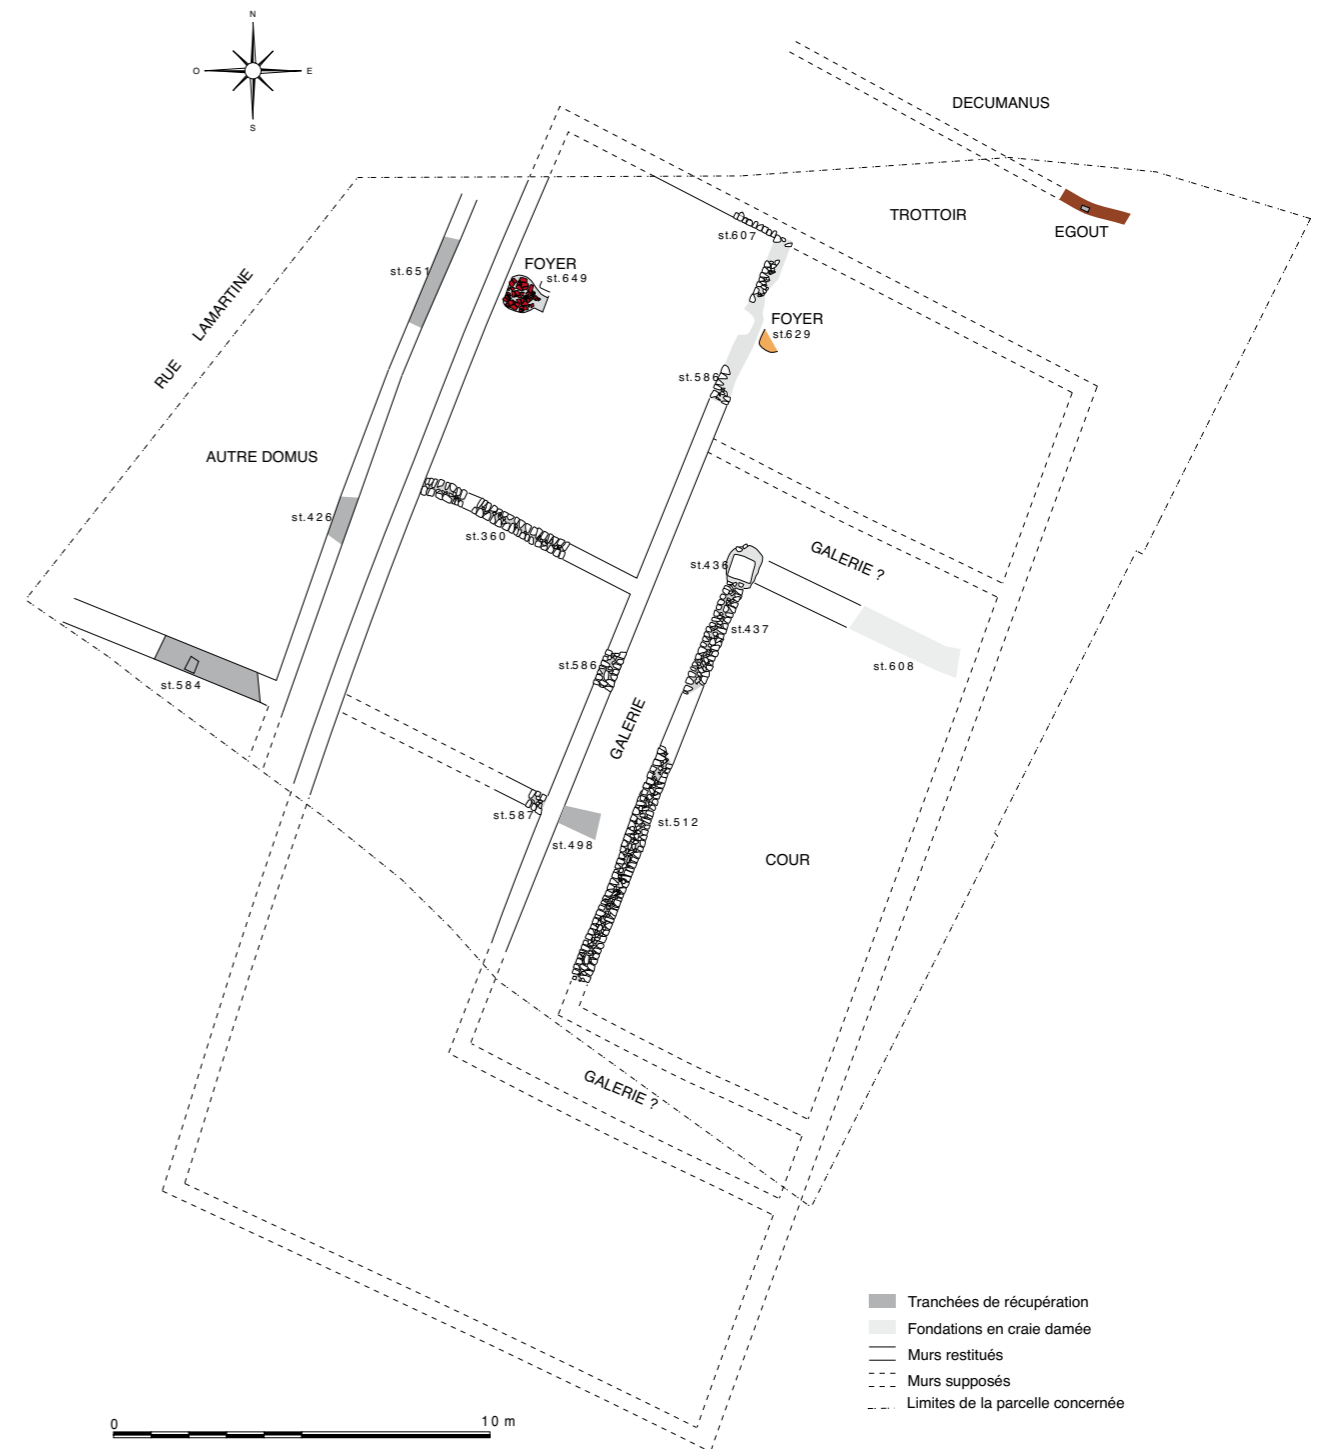 N
O
E
S
DECUMANUS
TROTTOIR
EGOUT
st.607
FOYER
st.649
st.651
RUE LAMARTINE
FOYER
st.629
st.586
AUTRE DOMUS
st.426
st.360
GALERIE ?
st.436
st.437
st.608
st.586
st.584
GALERIE
st.587
st.498
st.512
COUR
GALERIE ?
Tranchées de récupération
Fondations en craie damée
Murs restitués
Murs supposés
Limites de la parcelle concernée
0
10 m